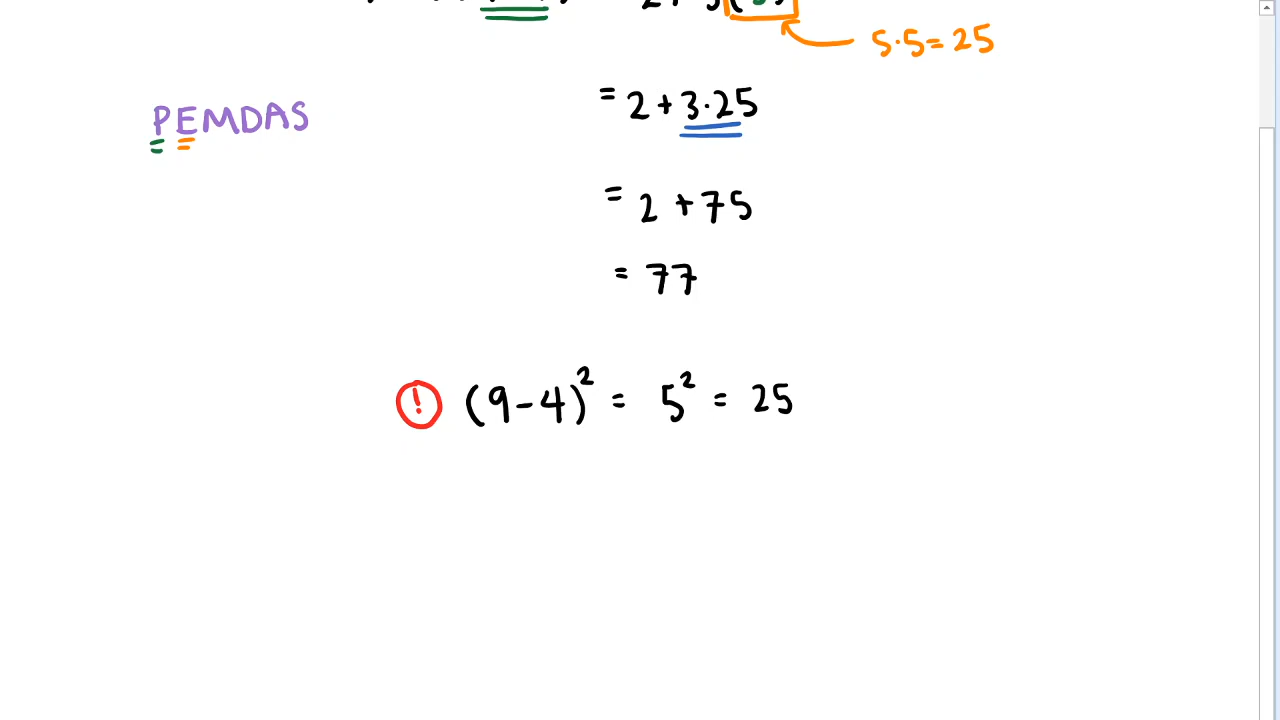 5·5=25
= 2+3·25
PEMDAS
= 2+75
= 77
! (9-4)² = 5² = 25